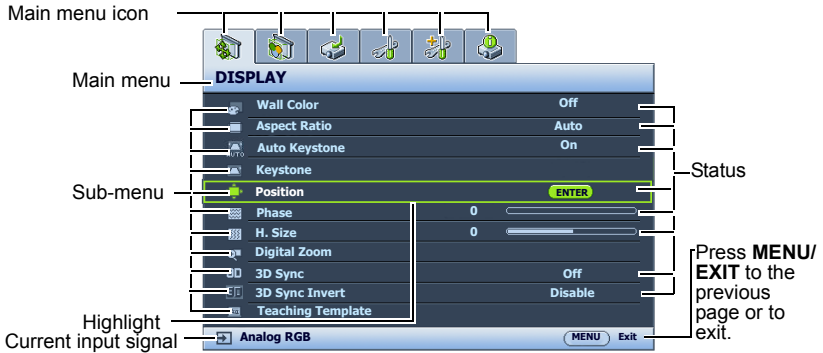 Main menu icon
Main menu
DISPLAY
Wall Color Off
Aspect Ratio Auto
AUTO Auto Keystone On
Keystone
Status
Sub-menu
Position ENTER
Phase 0
H. Size 0
Digital Zoom
3D 3D Sync Off
3D Sync Invert Disable
Teaching Template
Press MENU/
EXIT to the
previous
page or to
exit.
Highlight
Current input signal
Analog RGB MENU Exit